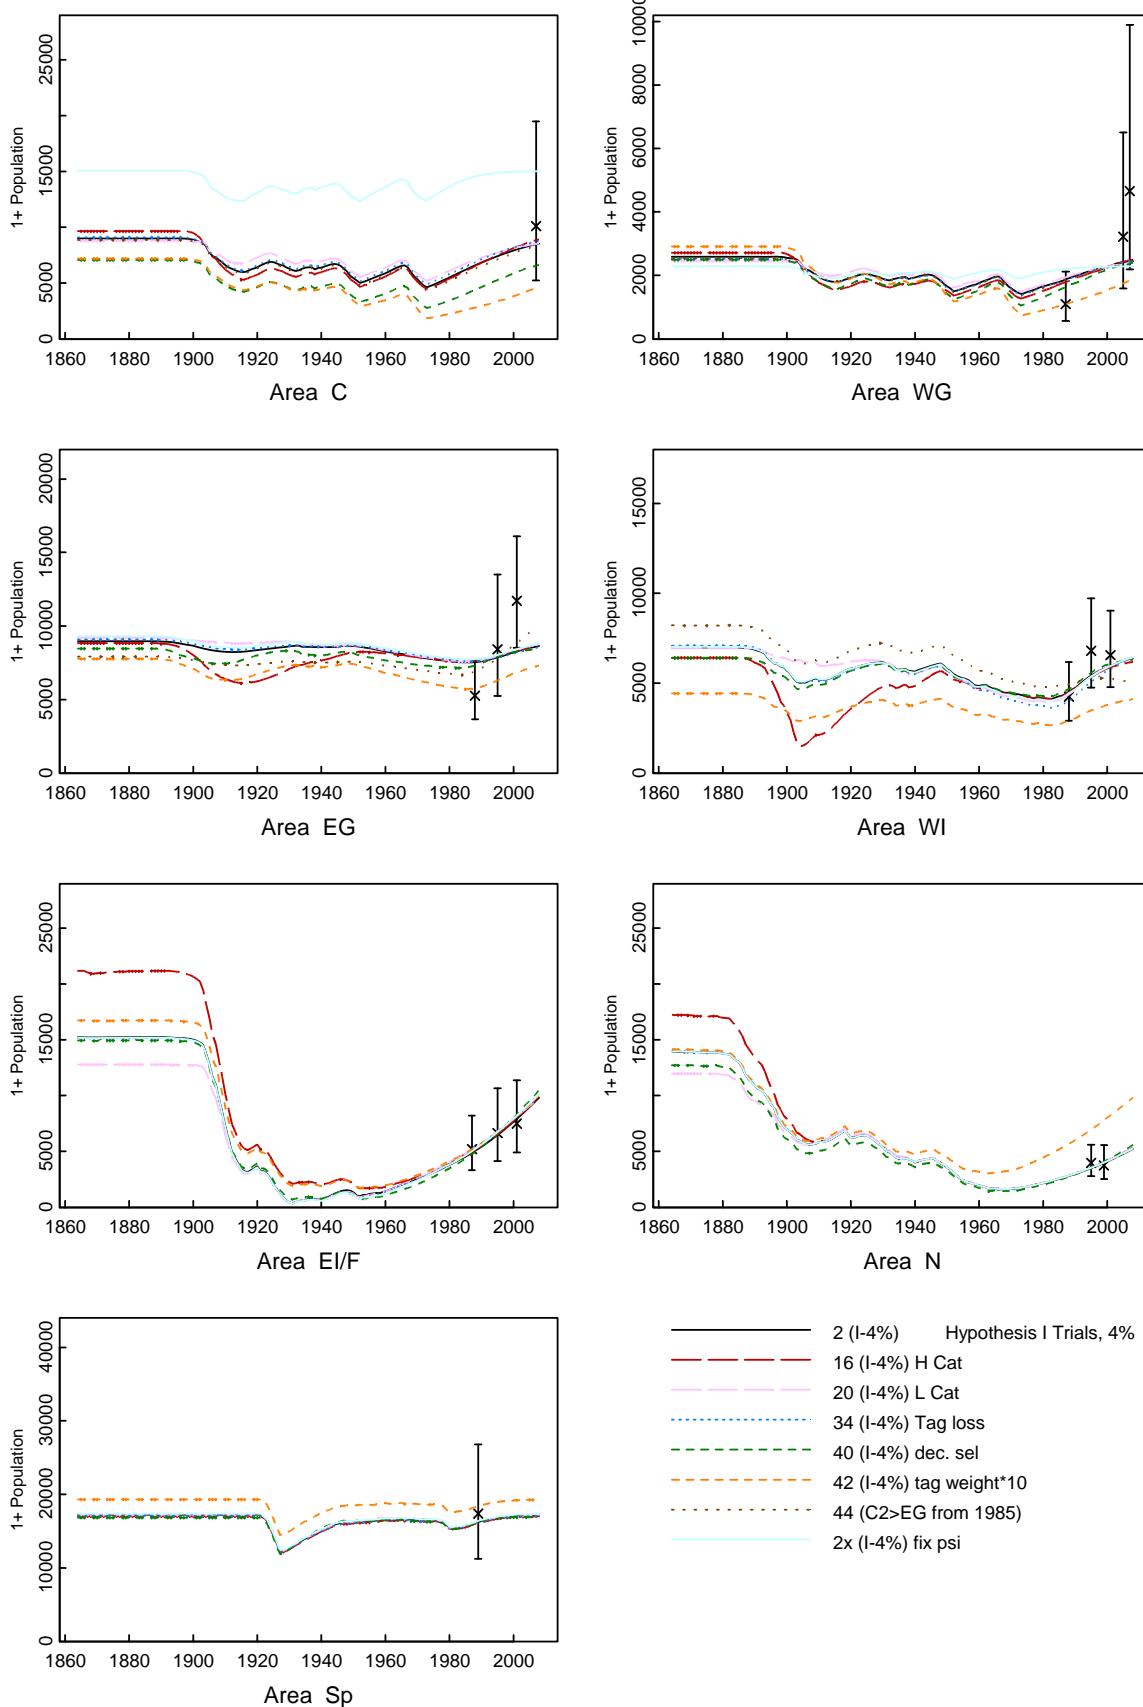 1+ Population
0 5000 15000 25000
1860 1880 1900 1920 1940 1960 1980 2000
Area C
1+ Population
0 2000 4000 6000 8000 10000
1860 1880 1900 1920 1940 1960 1980 2000
Area WG
1+ Population
0 5000 10000 15000 20000
1860 1880 1900 1920 1940 1960 1980 2000
Area EG
1+ Population
0 5000 10000 15000
1860 1880 1900 1920 1940 1960 1980 2000
Area WI
1+ Population
0 5000 15000 25000
1860 1880 1900 1920 1940 1960 1980 2000
Area EI/F
1+ Population
0 5000 15000 25000
1860 1880 1900 1920 1940 1960 1980 2000
Area N
1+ Population
0 10000 20000 30000 40000
1860 1880 1900 1920 1940 1960 1980 2000
Area Sp
2 (I-4%) Hypothesis I Trials, 4%
16 (I-4%) H Cat
20 (I-4%) L Cat
34 (I-4%) Tag loss
40 (I-4%) dec. sel
42 (I-4%) tag weight*10
44 (C2>EG from 1985)
2x (I-4%) fix psi